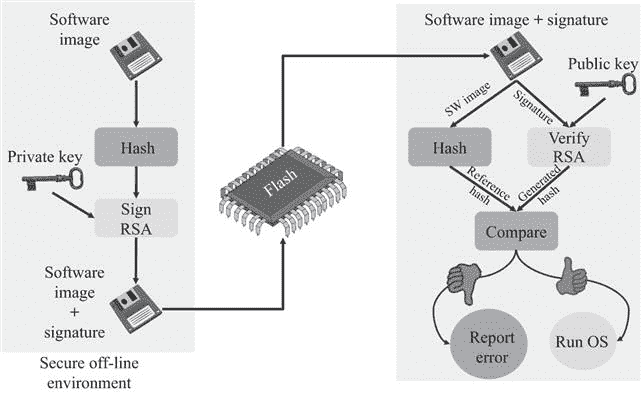 Software
image
Hash
Private key
Sign
RSA
Software
image
+
signature
Secure off-line
environment
Flash
Software image + signature
Public key
SW image
Signature
Hash
Verify
RSA
Reference
hash
Generated
hash
Compare
Report
error
Run OS